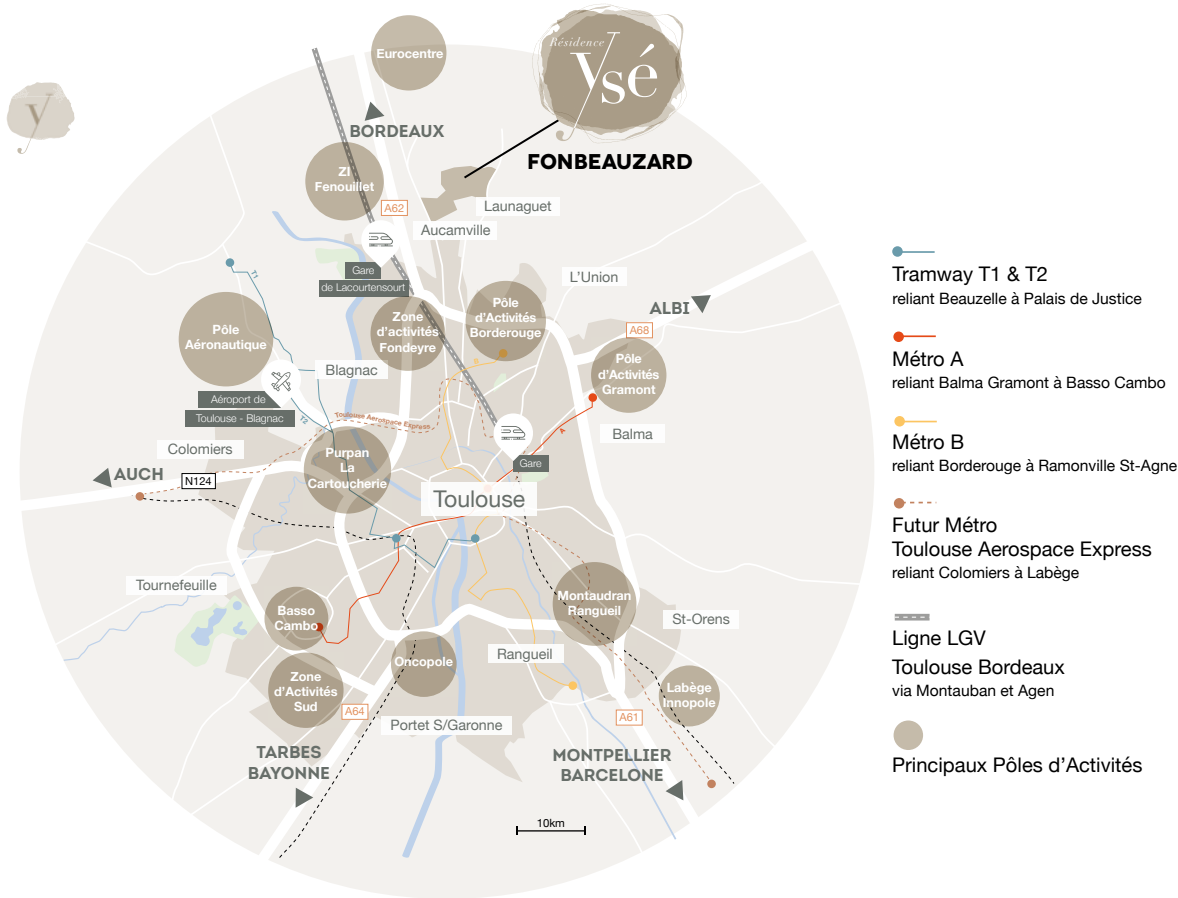 Eurocentre
Résidence
Ysé
y
BORDEAUX
FONBEAUZARD
ZI
Fenouillet
A62
Launaguet
Aucamville
Gare
de Lacourtensourt
L'Union
T1
ALBI
Pôle
d'Activités
Borderouge
Zone
d'activités
Fondeyre
A68
Pôle
Aéronautique
B
Pôle
d'Activités
Gramont
Blagnac
Aéroport de
Toulouse - Blagnac
T2
Toulouse Aerospace Express
A
Balma
Colomiers
Purpan
La
Cartoucherie
Gare
AUCH
N124
Toulouse
Tournefeuille
Basso
Cambo
Montaudran
Rangueil
St-Orens
Rangueil
Oncopole
Zone
d'Activités
Sud
Labège
Innopole
A64
A61
Portet S/Garonne
TARBES
BAYONNE
MONTPELLIER
BARCELONE
10km
Tramway T1 & T2
reliant Beauzelle à Palais de Justice
Métro A
reliant Balma Gramont à Basso Cambo
Métro B
reliant Borderouge à Ramonville St-Agne
Futur Métro
Toulouse Aerospace Express
reliant Colomiers à Labège
Ligne LGV
Toulouse Bordeaux
via Montauban et Agen
Principaux Pôles d'Activités